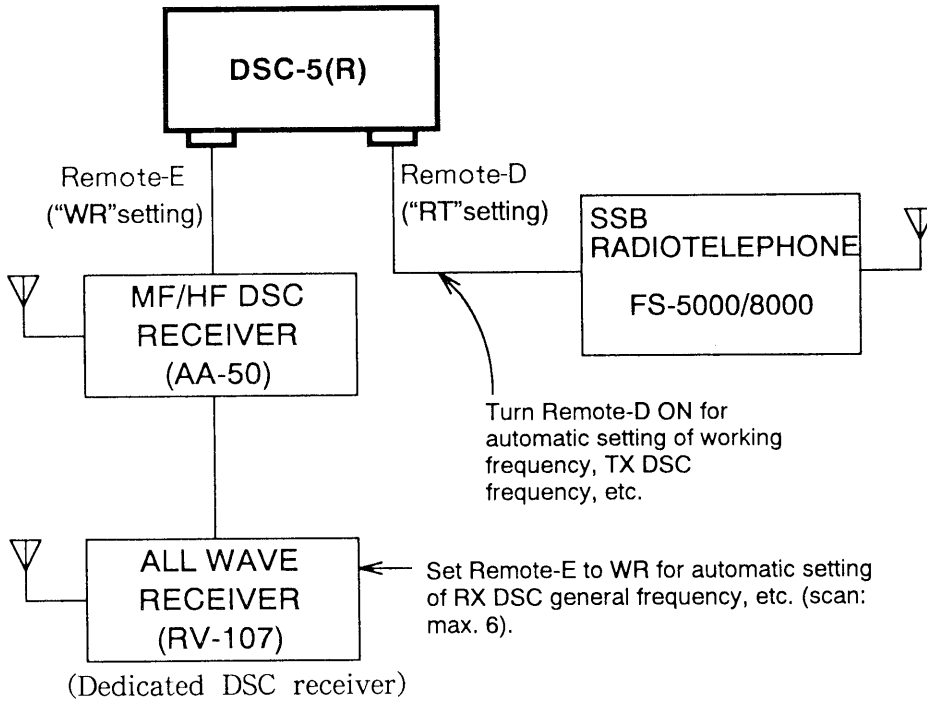 DSC-5(R)
Remote-E
("WR"setting)
Remote-D
("RT"setting)
SSB
RADIOTELEPHONE
FS-5000/8000
MF/HF DSC
RECEIVER
(AA-50)
Turn Remote-D ON for
automatic setting of working
frequency, TX DSC
frequency, etc.
ALL WAVE
RECEIVER
(RV-107)
Set Remote-E to WR for automatic setting
of RX DSC general frequency, etc. (scan:
max. 6).
(Dedicated DSC receiver)